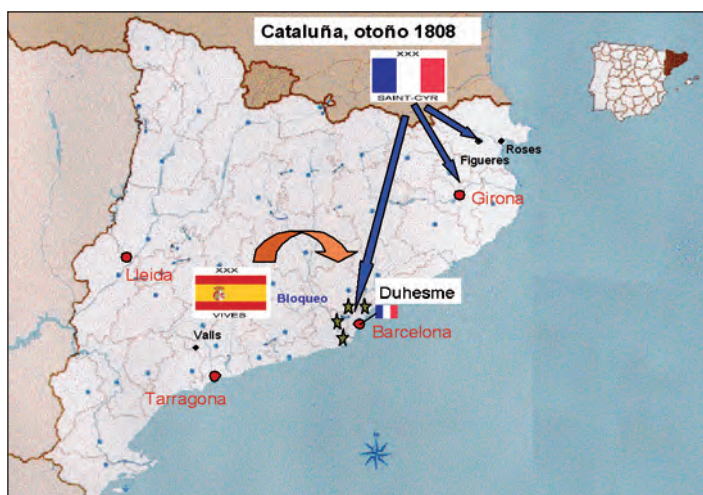 Cataluña, otoño 1808
XXX
SAINT-CYR
Roses
Figueres
Girona
Lleida
XXX
VIVES
Bloqueo
Duhesme
Barcelona
Valls
Tarragona